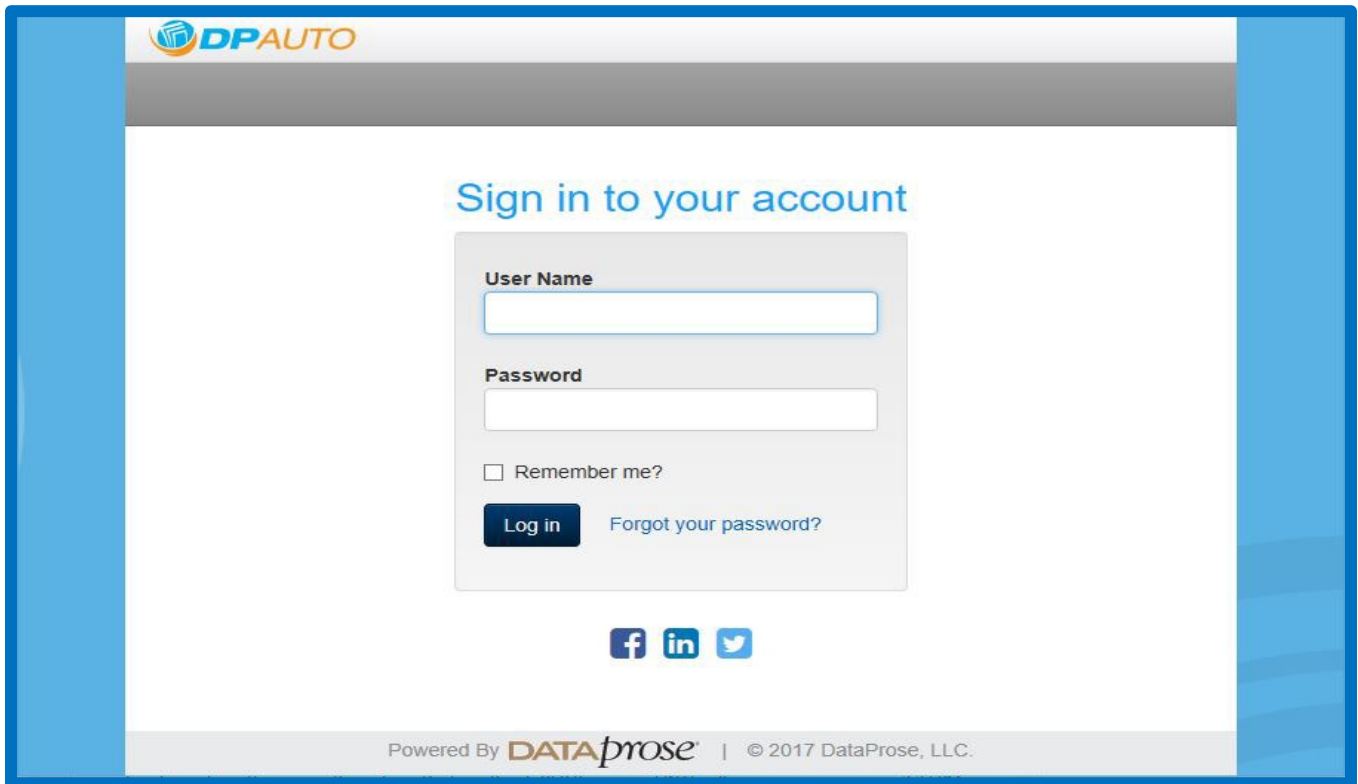 DPAUTO
Sign in to your account
User Name
Password
Remember me?
Log in Forgot your password?
f in
Powered By DATAprose | © 2017 DataProse, LLC.